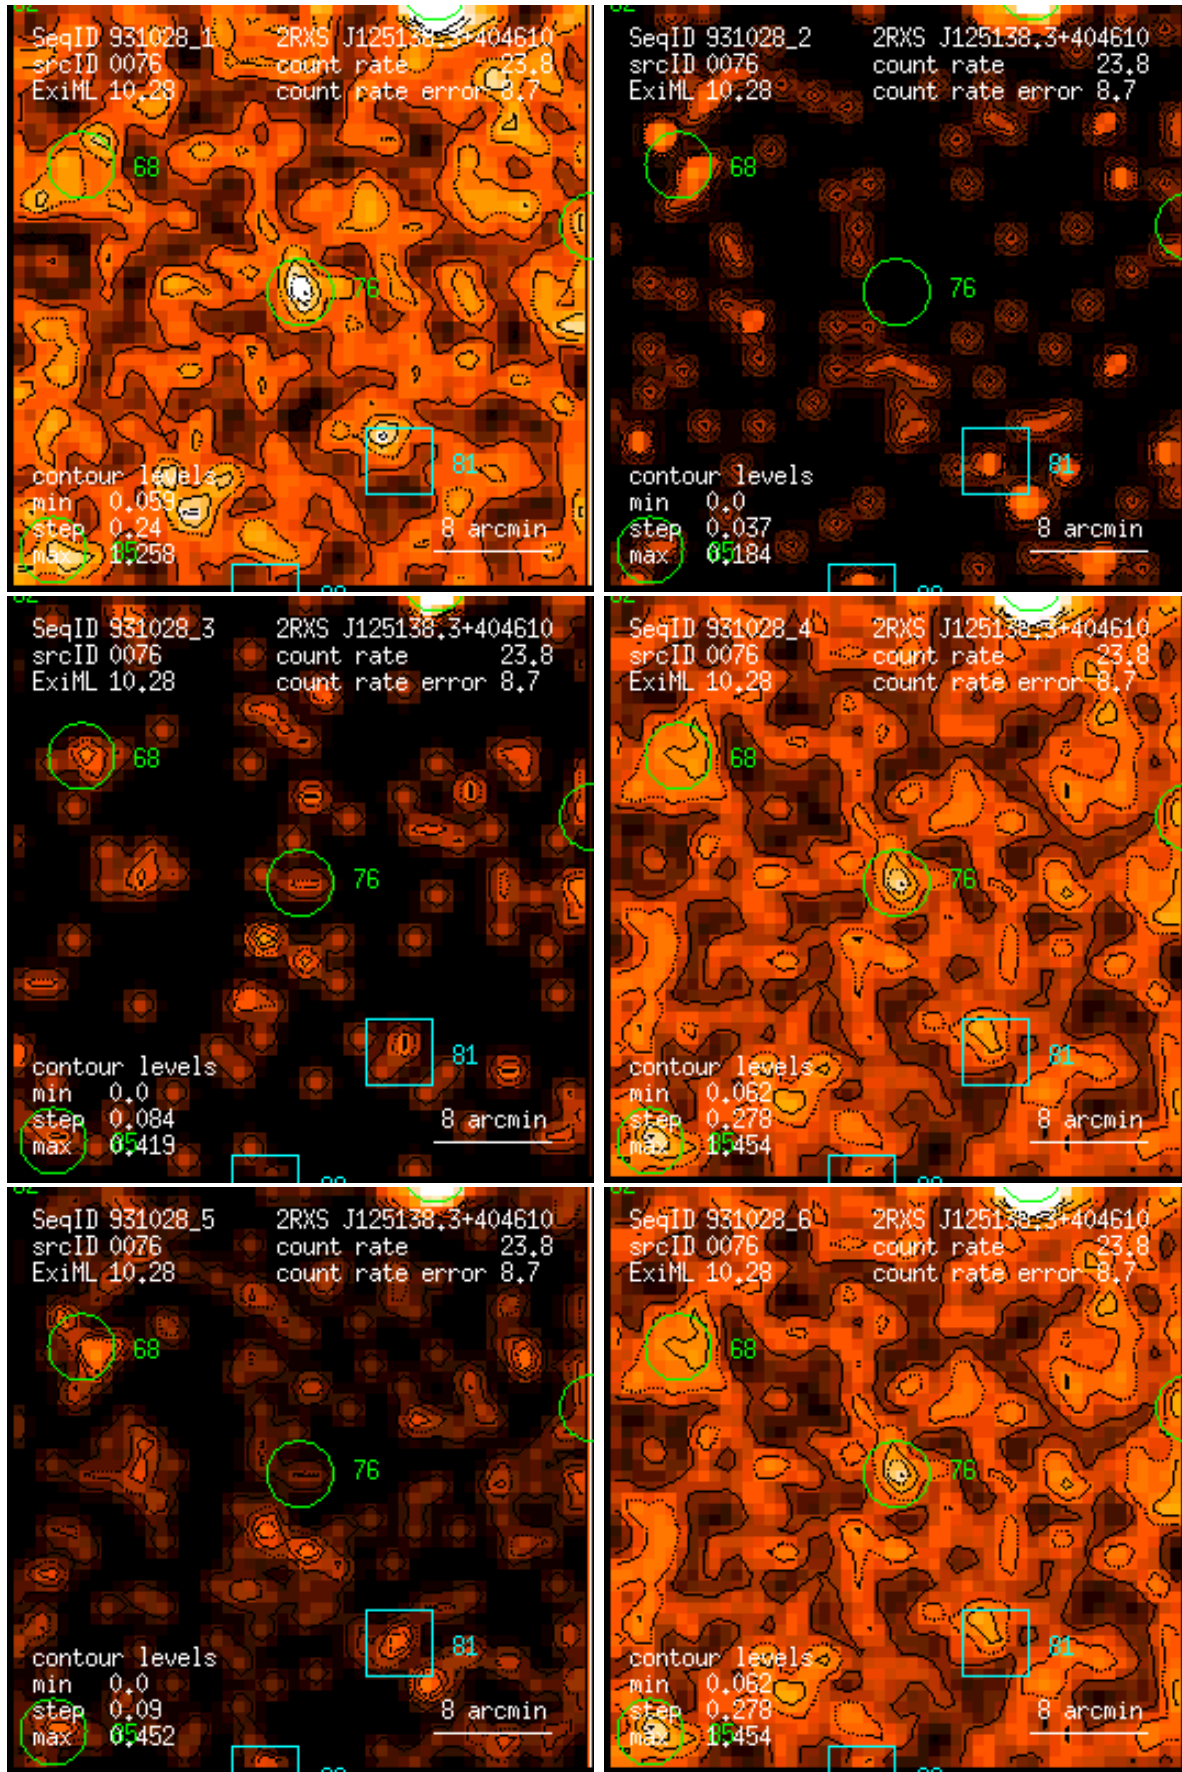 SeqID 931028_1 2RXS J125138.3+404610
srcID 0076 count rate 23.8
ExiML 10.28 count rate error 8.7
68
76
81
contour levels
min 0.059
step 0.24
max 1.258
8 arcmin
SeqID 931028_2 2RXS J125138.3+404610
srcID 0076 count rate 23.8
ExiML 10.28 count rate error 8.7
68
76
81
contour levels
min 0.0
step 0.037
max 0.184
8 arcmin
SeqID 931028_3 2RXS J125138.3+404610
srcID 0076 count rate 23.8
ExiML 10.28 count rate error 8.7
68
76
81
contour levels
min 0.0
step 0.084
max 0.419
8 arcmin
SeqID 931028_4 2RXS J125138.3+404610
srcID 0076 count rate 23.8
ExiML 10.28 count rate error 8.7
68
76
81
contour levels
min 0.062
step 0.278
max 1.454
8 arcmin
SeqID 931028_5 2RXS J125138.3+404610
srcID 0076 count rate 23.8
ExiML 10.28 count rate error 8.7
68
76
81
contour levels
min 0.0
step 0.09
max 0.452
8 arcmin
SeqID 931028_6 2RXS J125138.3+404610
srcID 0076 count rate 23.8
ExiML 10.28 count rate error 8.7
68
76
81
contour levels
min 0.062
step 0.278
max 1.454
8 arcmin